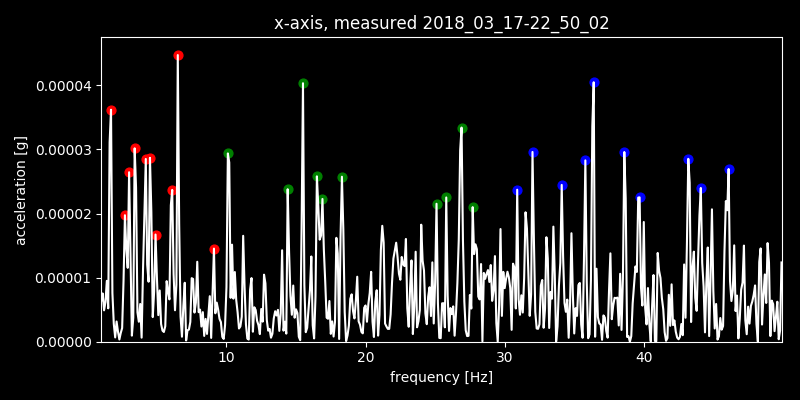 x-axis, measured 2018_03_17-22_50_02
acceleration [g]
0.00004
0.00003
0.00002
0.00001
0.00000
10 20 30 40
frequency [Hz]